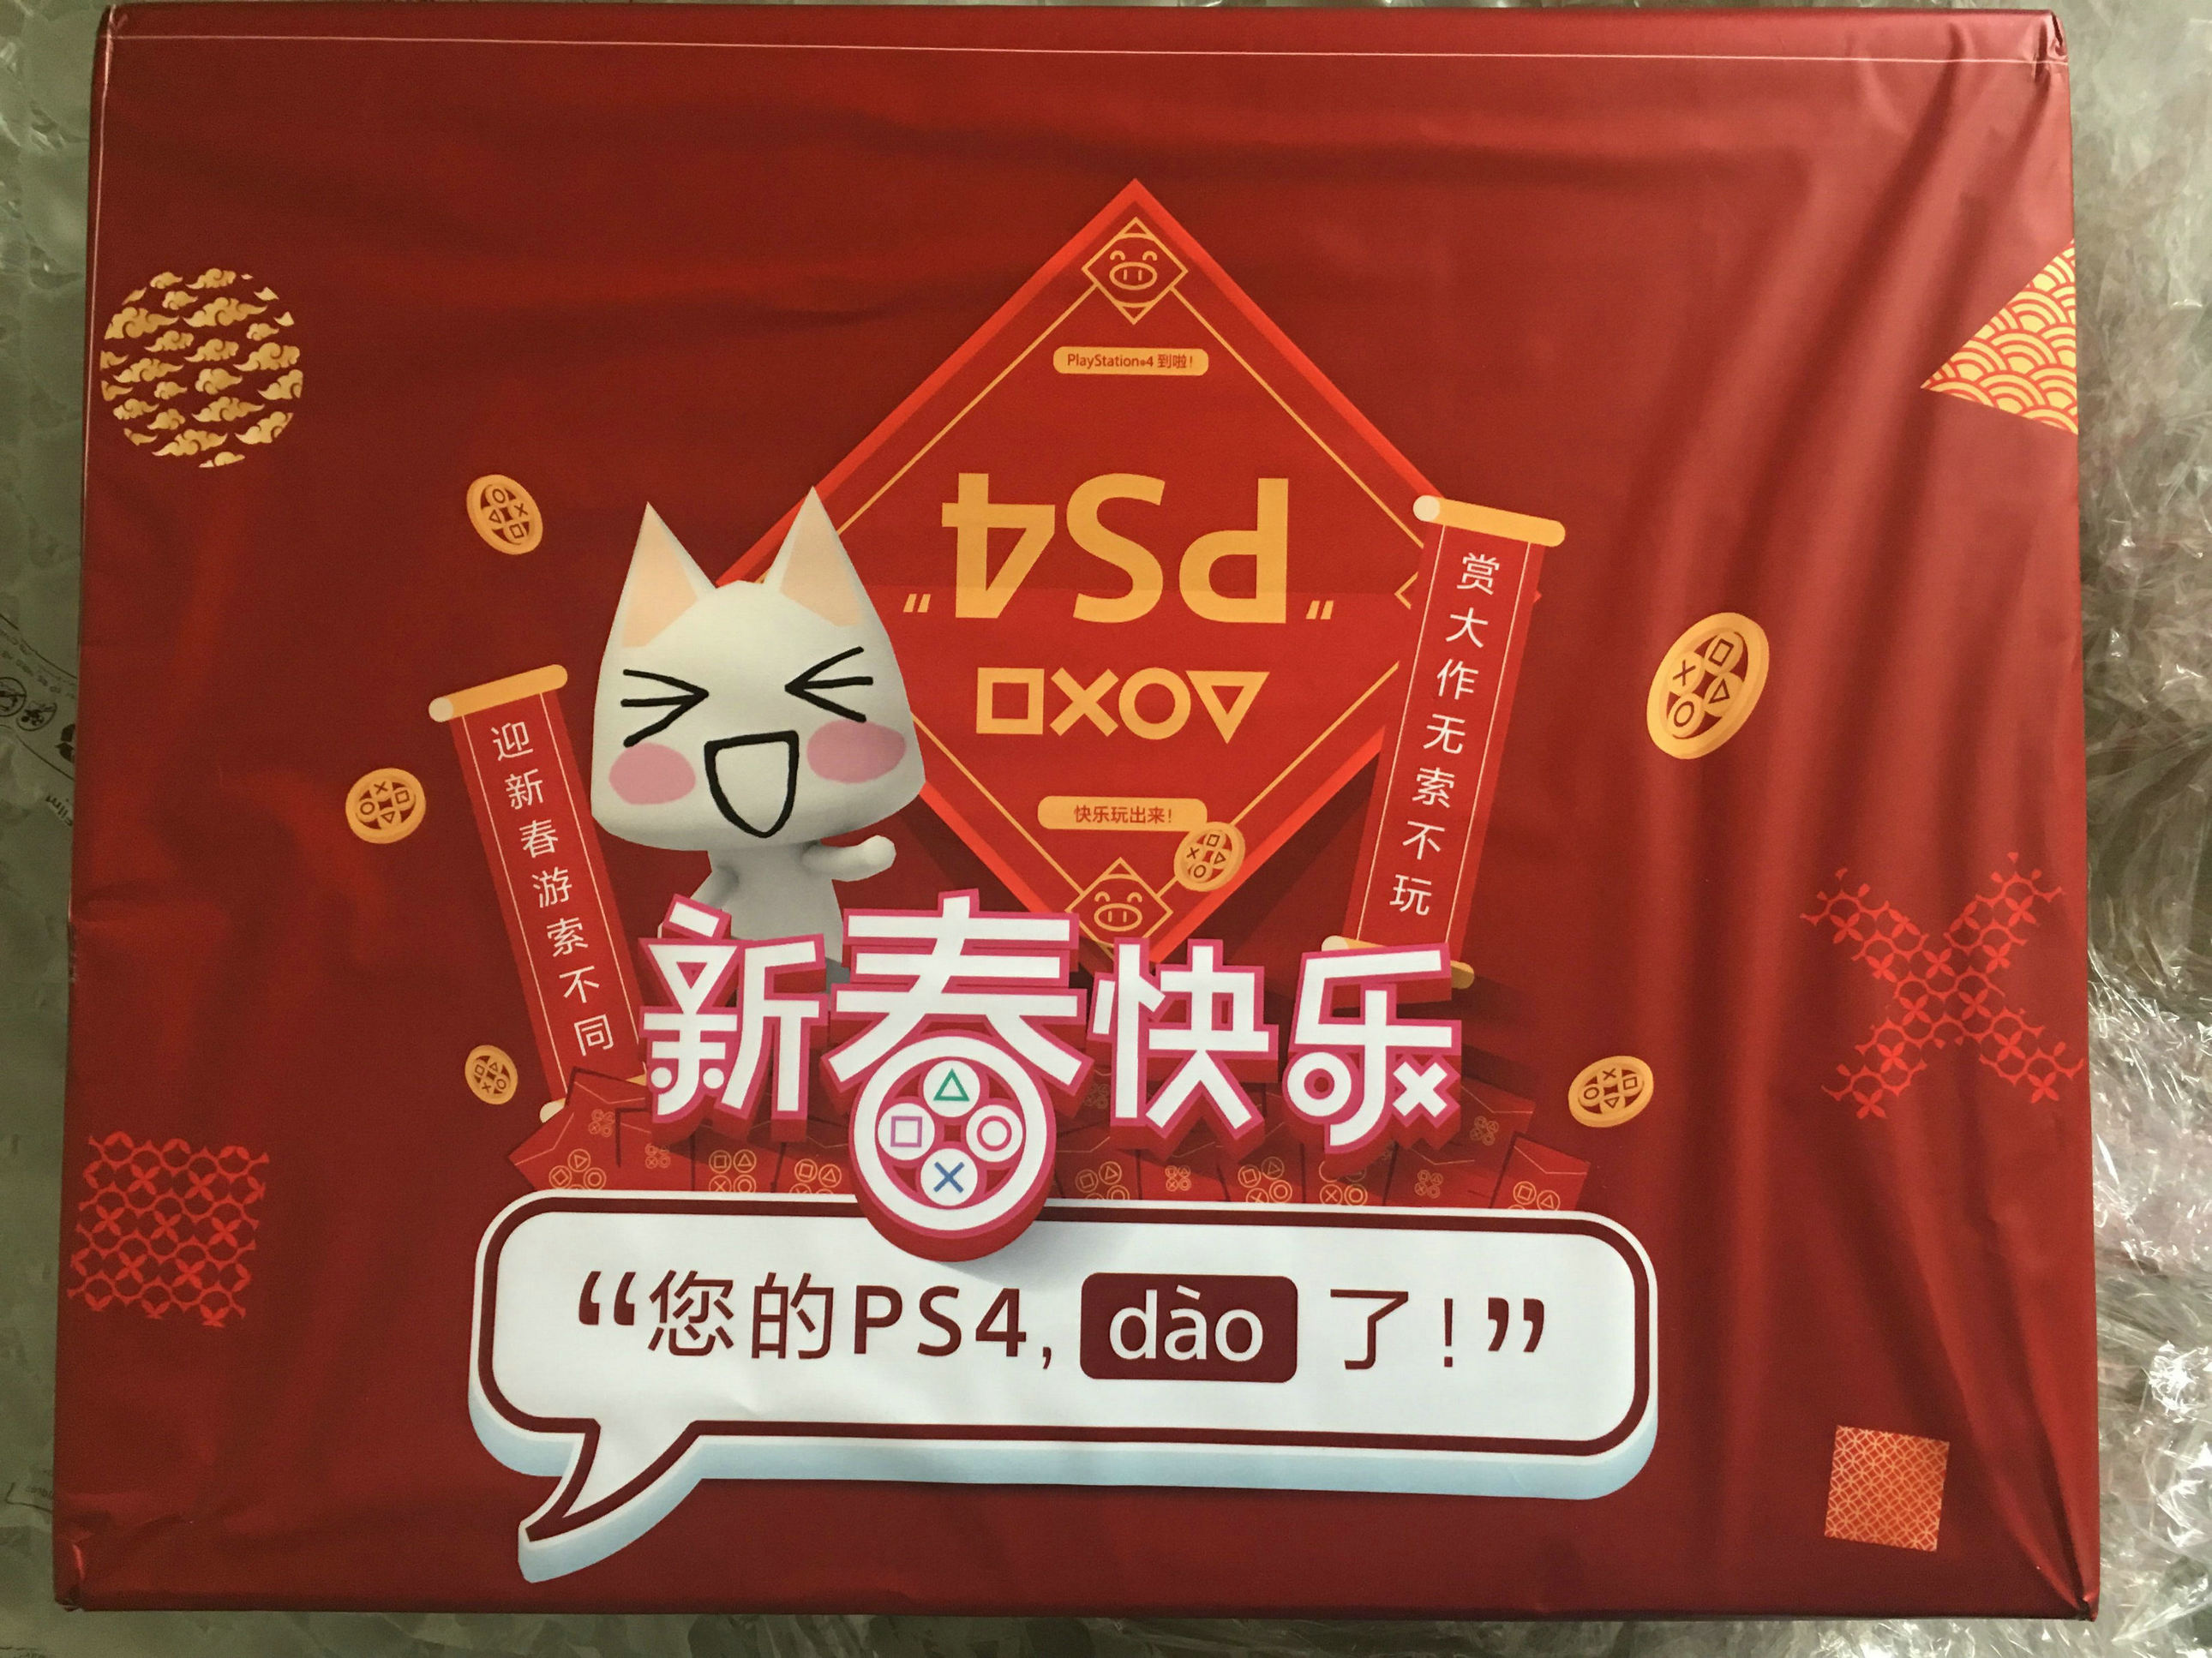 PlayStation®4 到啦！
"PS4"
△○×□
快乐玩出来！
赏大作无索不玩
迎新春游索不同
新春快乐
“您的PS4, dào 了!”